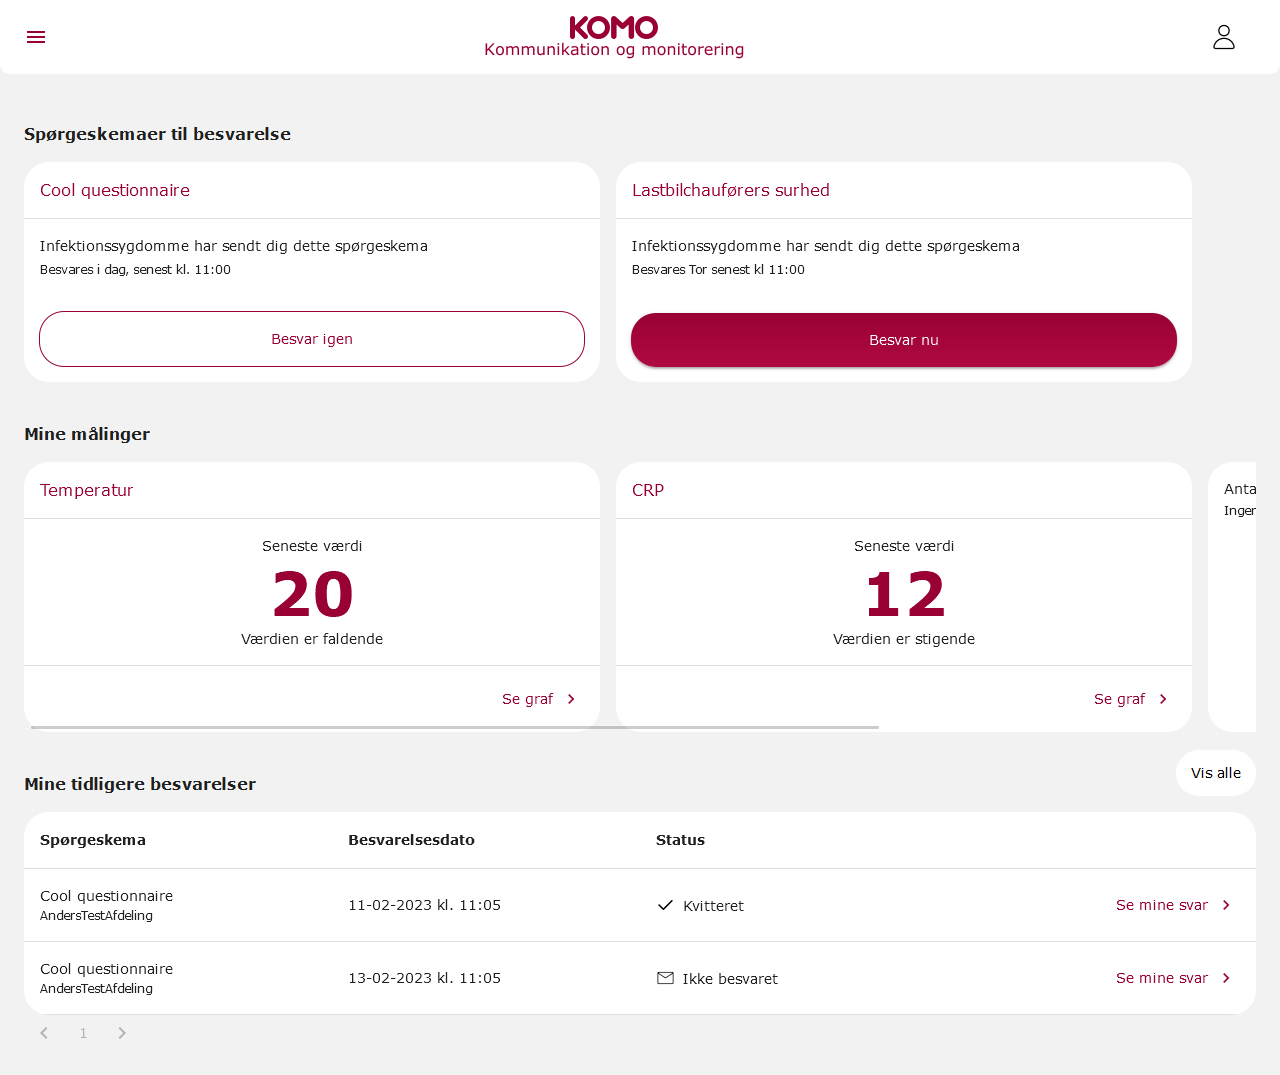 KOMO
Kommunikation og monitorering
Spørgeskemaer til besvarelse
Cool questionnaire
Infektionssygdomme har sendt dig dette spørgeskema
Besvares i dag, senest kl. 11:00
Besvar igen
Lastbilchauførers surhed
Infektionssygdomme har sendt dig dette spørgeskema
Besvares Tor senest kl 11:00
Besvar nu
Mine målinger
Temperatur
Seneste værdi
20
Værdien er faldende
Se graf
CRP
Seneste værdi
12
Værdien er stigende
Se graf
Anta
Mine tidligere besvarelser
Vis alle
Spørgeskema Besvarelsesdato Status
Cool questionnaire
AndersTestAfdeling
11-02-2023 kl. 11:05 Kvitteret Se mine svar
Cool questionnaire
AndersTestAfdeling
13-02-2023 kl. 11:05 Ikke besvaret Se mine svar
1